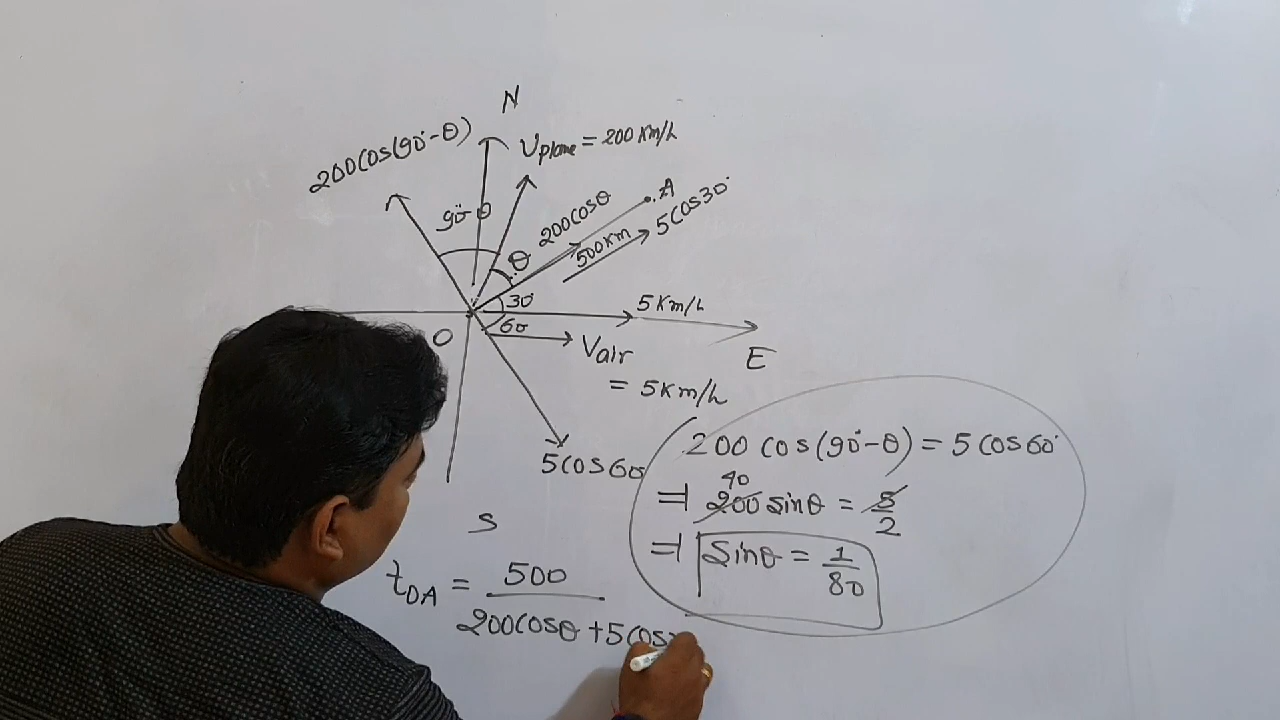 N
200cos(90°-θ)
Vplane = 200 Km/h
90°-θ
θ
200cosθ
A
500Km
5cos30°
30°
5Km/h
O
60
Vair
= 5Km/h
E
5cos60
200 cos(90°-θ) = 5 cos60°
40
⇒ 200 sinθ = 5/2
⇒ Sinθ = 1/80
S
tOA = 500
200cosθ + 5cos